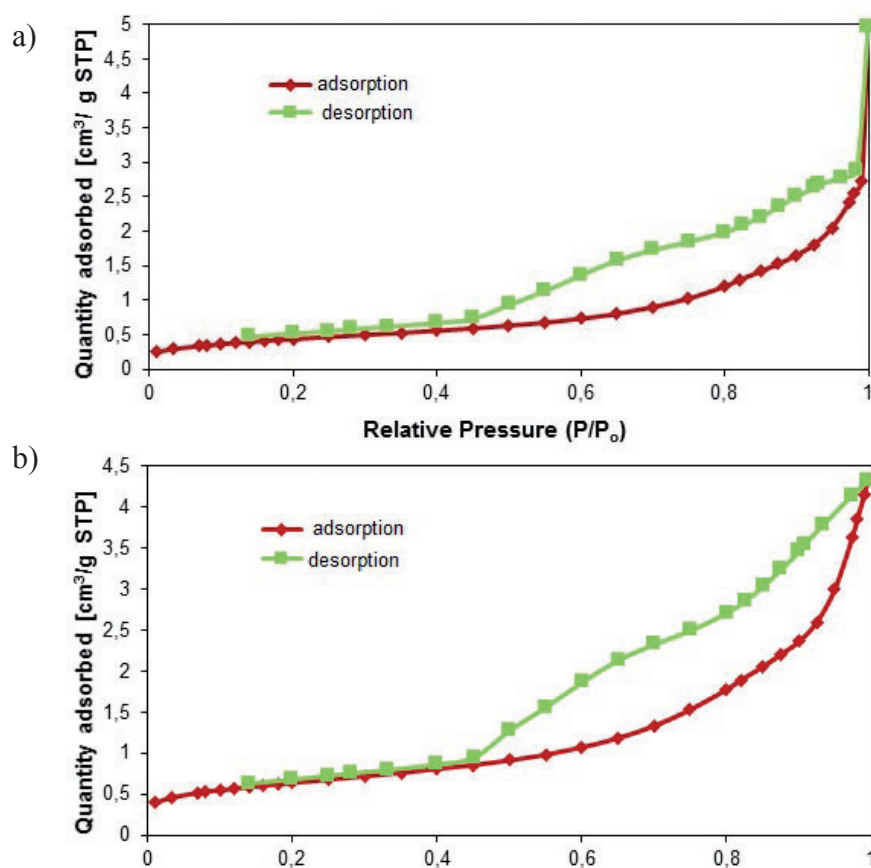 a)
Quantity adsorbed [cm³/ g STP]
5
4,5
4
3,5
3
2,5
2
1,5
1
0,5
0
adsorption
desorption
0 0,2 0,4 0,6 0,8 1
Relative Pressure (P/Pₒ)
b)
Quantity adsorbed [cm³/g STP]
4,5
4
3,5
3
2,5
2
1,5
1
0,5
0
adsorption
desorption
0 0,2 0,4 0,6 0,8 1